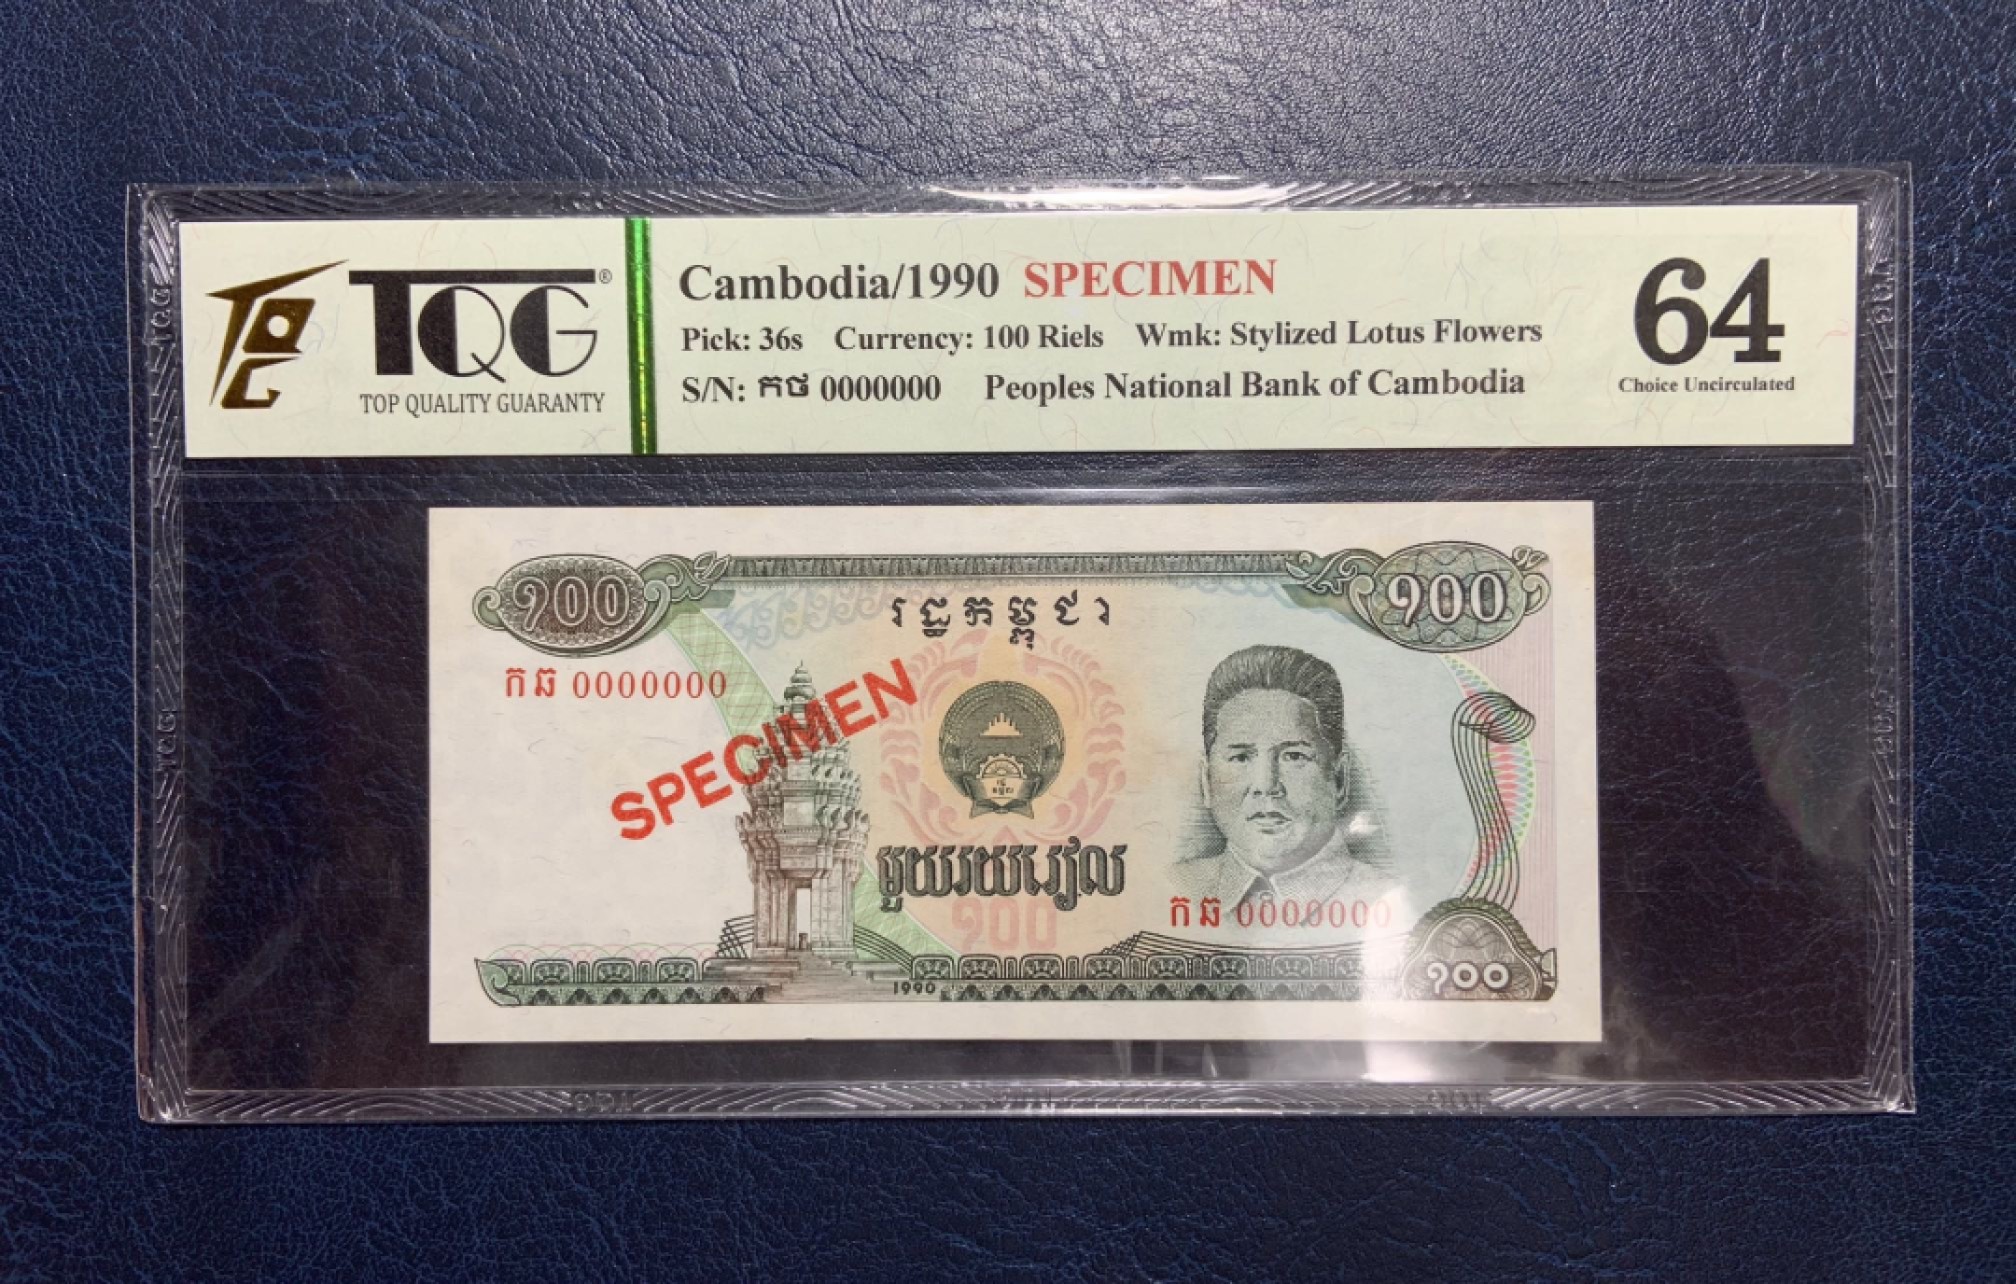 TQG®
TOP QUALITY GUARANTY
Cambodia/1990 SPECIMEN
Pick: 36s Currency: 100 Riels Wmk: Stylized Lotus Flowers
S/N: កថ 0000000 Peoples National Bank of Cambodia
64
Choice Uncirculated
១០០ ១០០
រដ្ឋកម្ពុជា
កឆ 0000000
SPECIMEN
មួយរយរៀល
កឆ 0000000
១០០
1990
១០០